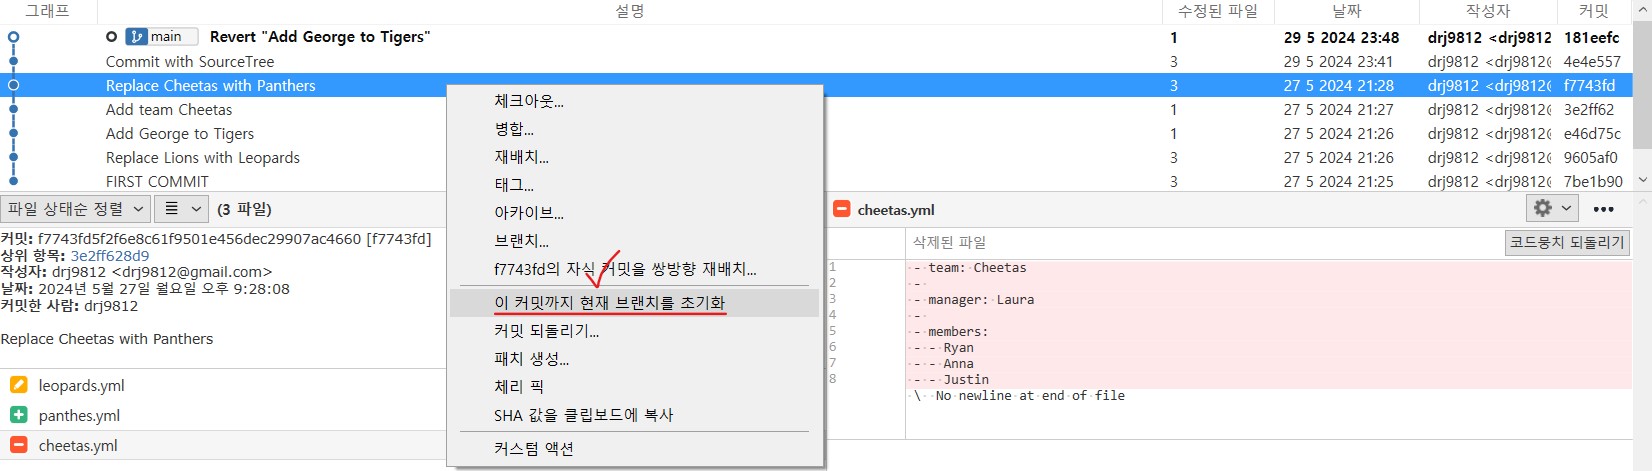 그래프 설명 수정된 파일 날짜 작성자 커밋
main Revert "Add George to Tigers" 1 29 5 2024 23:48 drj9812 <drj9812 181eefc
Commit with SourceTree 3 29 5 2024 23:41 drj9812 <drj9812@ 4e4e557
Replace Cheetas with Panthers 3 27 5 2024 21:28 drj9812 <drj9812@ f7743fd
Add team Cheetas 1 27 5 2024 21:27 drj9812 <drj9812@ 3e2ff62
Add George to Tigers 1 27 5 2024 21:26 drj9812 <drj9812@ e46d75c
Replace Lions with Leopards 3 27 5 2024 21:26 drj9812 <drj9812@ 9605af0
FIRST COMMIT 3 27 5 2024 21:25 drj9812 <drj9812@ 7be1b90
체크아웃...
병합...
재배치...
태그...
아카이브...
브랜치...
f7743fd의 자식 커밋을 쌍방향 재배치...
이 커밋까지 현재 브랜치를 초기화
커밋 되돌리기...
패치 생성...
체리 픽
SHA 값을 클립보드에 복사
커스텀 액션
파일 상태순 정렬 (3 파일)
커밋: f7743fd5f2f6e8c61f9501e456dec29907ac4660 [f7743fd]
상위 항목: 3e2ff628d9
작성자: drj9812 <drj9812@gmail.com>
날짜: 2024년 5월 27일 월요일 오후 9:28:08
커밋한 사람: drj9812
Replace Cheetas with Panthers
leopards.yml
panthes.yml
cheetas.yml
cheetas.yml
삭제된 파일 코드뭉치 되돌리기
1 - team: Cheetas
2 -
3 - manager: Laura
4 -
5 - members:
6 - - Ryan
7 - - Anna
8 - - Justin
\ No newline at end of file